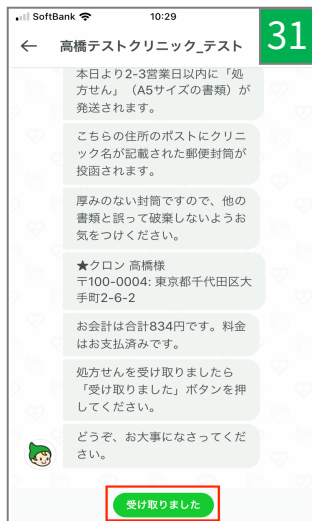 SoftBank 10:29
31
高橋テストクリニック_テスト
本日より2-3営業日以内に「処
方せん」（A5サイズの書類）が
発送されます。
こちらの住所のポストにクリニ
ック名が記載された郵便封筒が
投函されます。
厚みのない封筒ですので、他の
書類と誤って破棄しないようお
気をつけください。
★クロン 高橋様
〒100-0004: 東京都千代田区大
手町2-6-2
お会計は合計834円です。料金
はお支払済みです。
処方せんを受け取りましたら
「受け取りました」ボタンを押
してください。
どうぞ、お大事になさってくだ
さい。
受け取りました